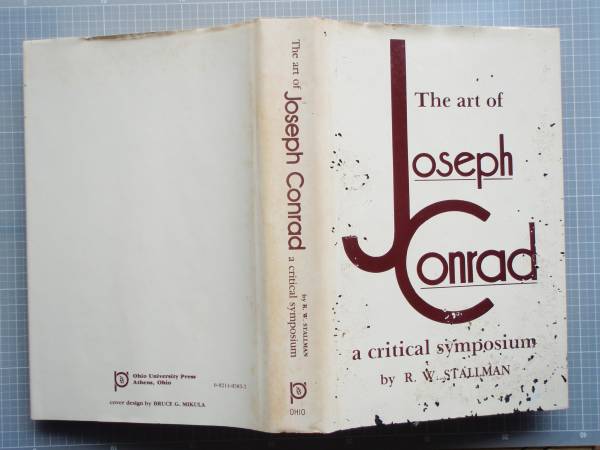 The art of
Joseph
Conrad
a critical symposium
by R. W. STALLMAN
The art of
Joseph Conrad
a critical symposium
by R. W. STALLMAN
OHIO
Ohio University Press
Athens, Ohio
cover design by BRUCE G. MIKULA